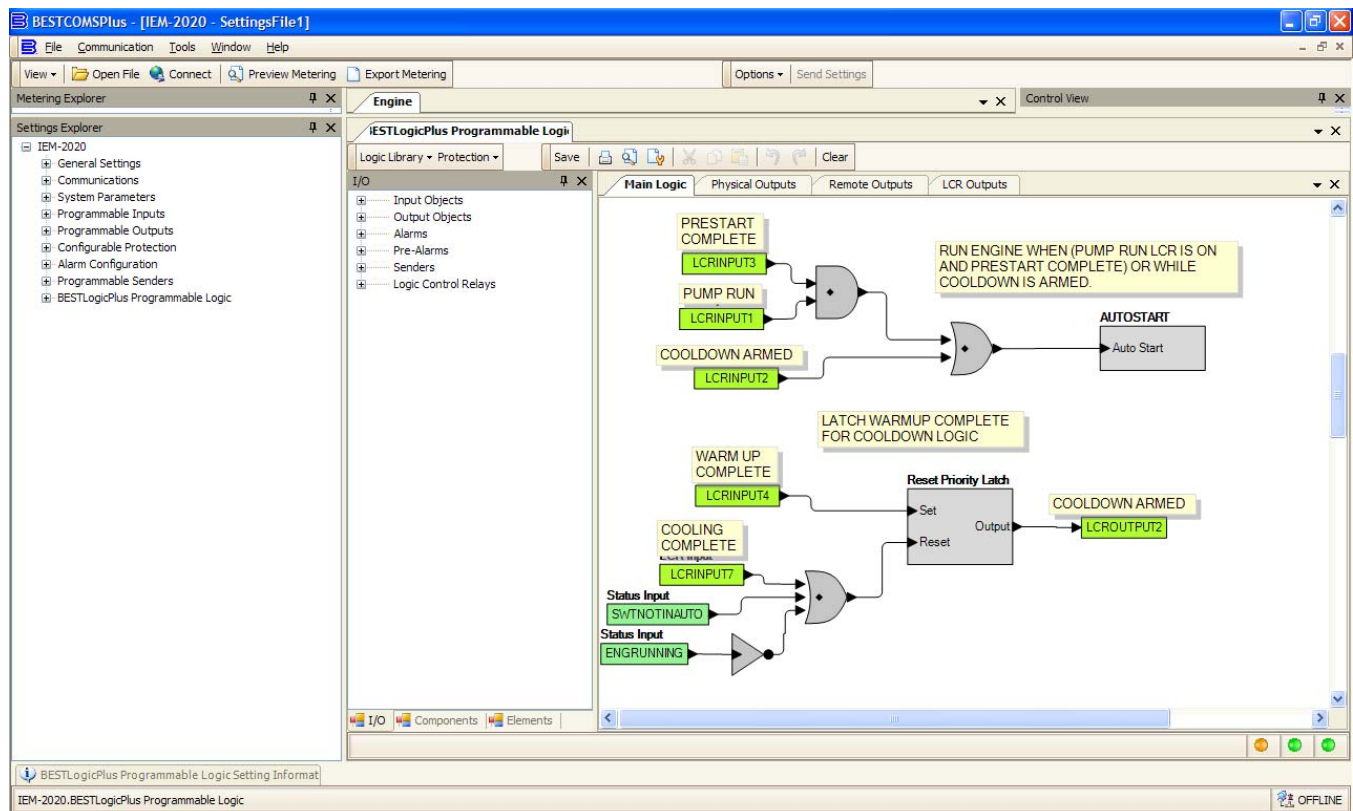 BESTCOMSPlus - [IEM-2020 - SettingsFile1]
File Communication Tools Window Help
View Open File Connect Preview Metering Export Metering Options Send Settings
Metering Explorer
Engine
Control View
Settings Explorer
IEM-2020
General Settings
Communications
System Parameters
Programmable Inputs
Programmable Outputs
Configurable Protection
Alarm Configuration
Programmable Senders
BESTLogicPlus Programmable Logic
ESTLogicPlus Programmable Logi
Logic Library Protection Save Clear
I/O
Input Objects
Output Objects
Alarms
Pre-Alarms
Senders
Logic Control Relays
Main Logic Physical Outputs Remote Outputs LCR Outputs
PRESTART
COMPLETE
LCRINPUT3
PUMP RUN
LCRINPUT1
COOLDOWN ARMED
LCRINPUT2
RUN ENGINE WHEN (PUMP RUN LCR IS ON
AND PRESTART COMPLETE) OR WHILE
COOLDOWN IS ARMED.
AUTOSTART
Auto Start
LATCH WARMUP COMPLETE
FOR COOLDOWN LOGIC
WARM UP
COMPLETE
LCRINPUT4
Reset Priority Latch
Set
Output
Reset
COOLDOWN ARMED
LCROUTPUT2
COOLING
COMPLETE
LCR Input
LCRINPUT7
Status Input
SWTNOTINAUTO
Status Input
ENGRUNNING
I/O Components Elements
BESTLogicPlus Programmable Logic Setting Informat
IEM-2020.BESTLogicPlus Programmable Logic
OFFLINE